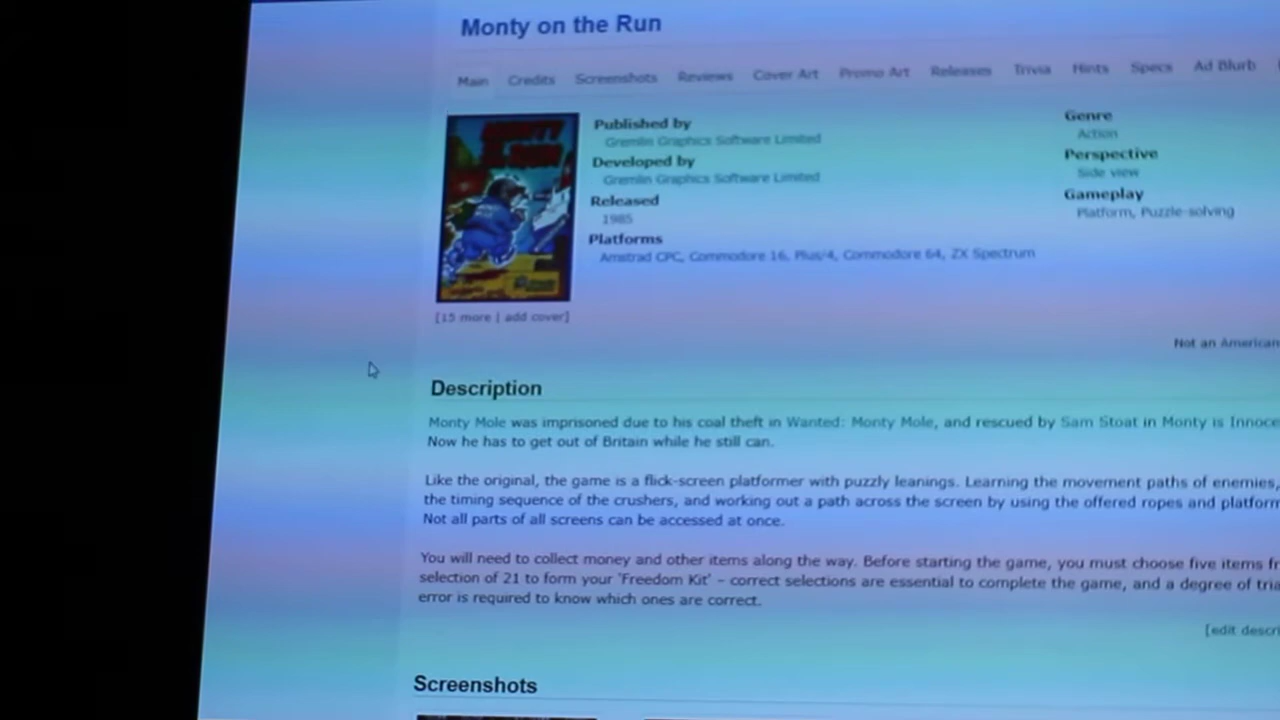 Monty on the Run
Main Credits Screenshots Reviews Cover Art Promo Art Releases Trivia Hints Specs Ad Blurb
Published by
Gremlin Graphics Software Limited
Developed by
Gremlin Graphics Software Limited
Released
1985
Platforms
Amstrad CPC, Commodore 16, Plus/4, Commodore 64, ZX Spectrum
Genre
Action
Perspective
Side view
Gameplay
Platform, Puzzle-solving
[15 more | add cover]
Not an American
Description
Monty Mole was imprisoned due to his coal theft in Wanted: Monty Mole, and rescued by Sam Stoat in Monty is Innoce
Now he has to get out of Britain while he still can.
Like the original, the game is a flick-screen platformer with puzzly leanings. Learning the movement paths of enemies,
the timing sequence of the crushers, and working out a path across the screen by using the offered ropes and platform
Not all parts of all screens can be accessed at once.
You will need to collect money and other items along the way. Before starting the game, you must choose five items fr
selection of 21 to form your 'Freedom Kit' – correct selections are essential to complete the game, and a degree of tria
error is required to know which ones are correct.
[edit descri
Screenshots